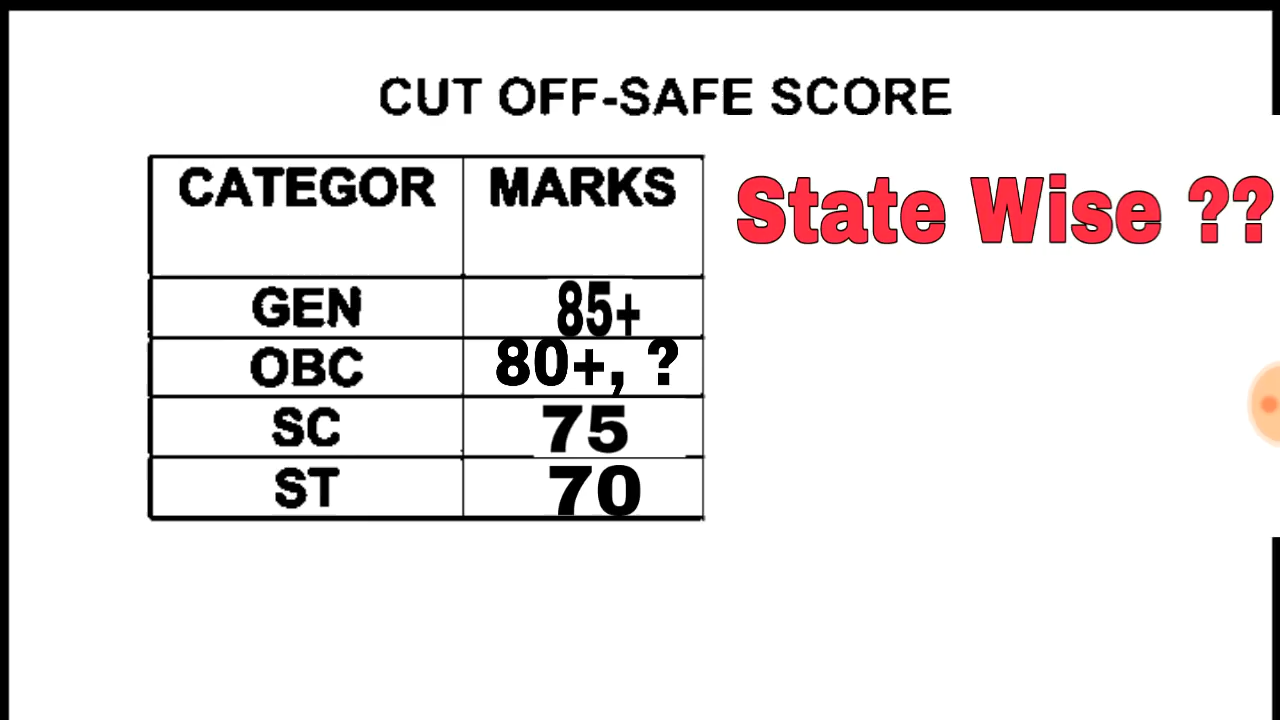 CUT OFF-SAFE SCORE
CATEGOR MARKS
State Wise ??
GEN 85+
OBC 80+, ?
SC 75
ST 70